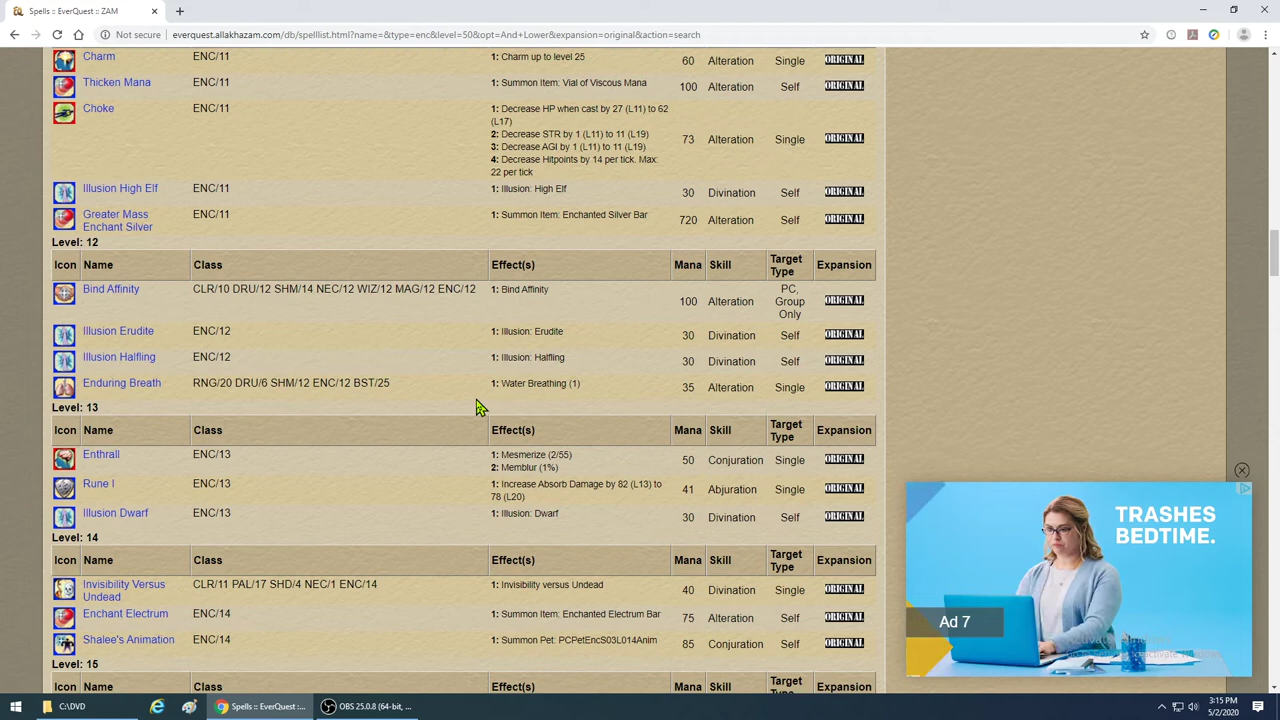 Spells :: EverQuest :: ZAM
Not secure everquest.allakhazam.com/db/spelllist.html?name=&type=enc&level=50&opt=And+Lower&expansion=original&action=search
Charm ENC/11 1: Charm up to level 25 60 Alteration Single ORIGINAL
Thicken Mana ENC/11 1: Summon Item: Vial of Viscous Mana 100 Alteration Self ORIGINAL
Choke ENC/11 1: Decrease HP when cast by 27 (L11) to 62
(L17)
2: Decrease STR by 1 (L11) to 11 (L19)
73 Alteration Single ORIGINAL
3: Decrease AGI by 1 (L11) to 11 (L19)
4: Decrease Hitpoints by 14 per tick. Max:
22 per tick
Illusion High Elf ENC/11 1: Illusion: High Elf 30 Divination Self ORIGINAL
Greater Mass ENC/11 1: Summon Item: Enchanted Silver Bar 720 Alteration Self ORIGINAL
Enchant Silver
Level: 12
Icon Name Class Effect(s) Mana Skill Target
Type Expansion
Bind Affinity CLR/10 DRU/12 SHM/14 NEC/12 WIZ/12 MAG/12 ENC/12 1: Bind Affinity 100 Alteration PC,
Group
Only ORIGINAL
Illusion Erudite ENC/12 1: Illusion: Erudite 30 Divination Self ORIGINAL
Illusion Halfling ENC/12 1: Illusion: Halfling 30 Divination Self ORIGINAL
Enduring Breath RNG/20 DRU/6 SHM/12 ENC/12 BST/25 1: Water Breathing (1) 35 Alteration Single ORIGINAL
Level: 13
Icon Name Class Effect(s) Mana Skill Target
Type Expansion
Enthrall ENC/13 1: Mesmerize (2/55) 50 Conjuration Single ORIGINAL
2: Memblur (1%)
Rune I ENC/13 1: Increase Absorb Damage by 82 (L13) to 41 Abjuration Single ORIGINAL
78 (L20)
Illusion Dwarf ENC/13 1: Illusion: Dwarf 30 Divination Self ORIGINAL
Level: 14
Icon Name Class Effect(s) Mana Skill Target
Type Expansion
Invisibility Versus CLR/11 PAL/17 SHD/4 NEC/1 ENC/14 1: Invisibility versus Undead 40 Divination Single ORIGINAL
Undead
Enchant Electrum ENC/14 1: Summon Item: Enchanted Electrum Bar 75 Alteration Self ORIGINAL
Shalee's Animation ENC/14 1: Summon Pet: PCPetEncS03L014Anim 85 Conjuration Self ORIGINAL
Level: 15
Icon Name Class Effect(s) Mana Skill Target
Type Expansion
TRASHES
BEDTIME.
Ad 7
C:\DVD
Spells :: EverQuest :...
OBS 25.0.8 (64-bit, ...
3:15 PM
5/2/2020